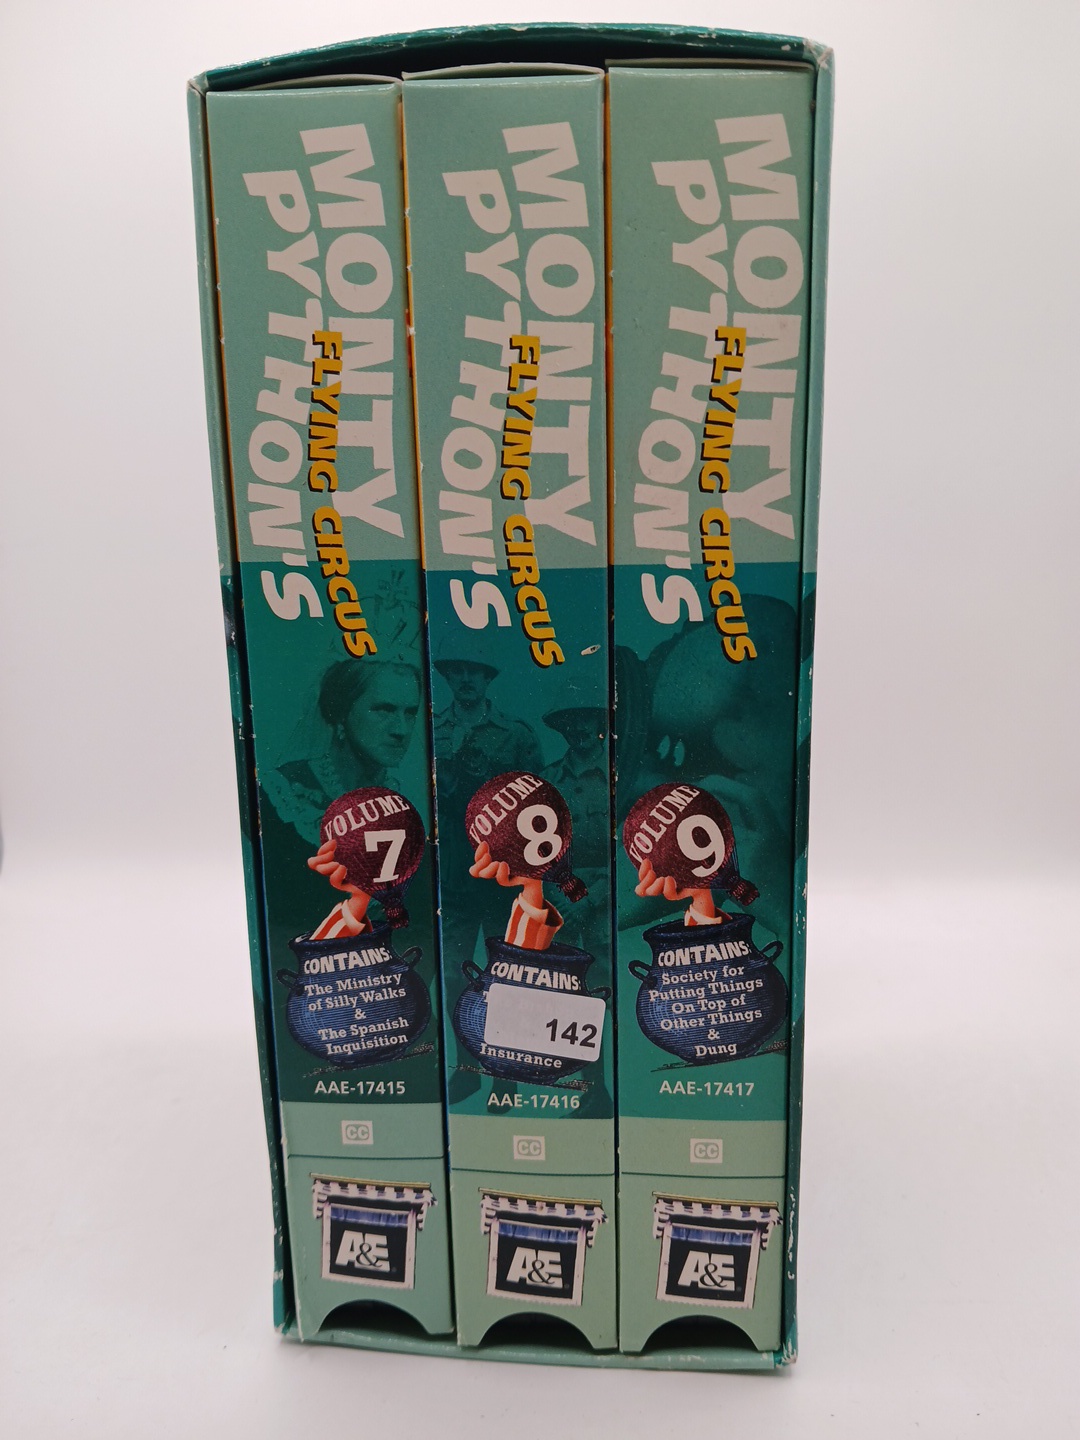 MONTY
PYTHON'S
FLYING CIRCUS
VOLUME
7
CONTAINS:
The Ministry
of Silly Walks
&
The Spanish
Inquisition
AAE-17415
CC
A&E
MONTY
PYTHON'S
FLYING CIRCUS
VOLUME
8
CONTAINS:
142
Insurance
AAE-17416
CC
A&E
MONTY
PYTHON'S
FLYING CIRCUS
VOLUME
9
CONTAINS:
Society for
Putting Things
On Top of
Other Things
&
Dung
AAE-17417
CC
A&E